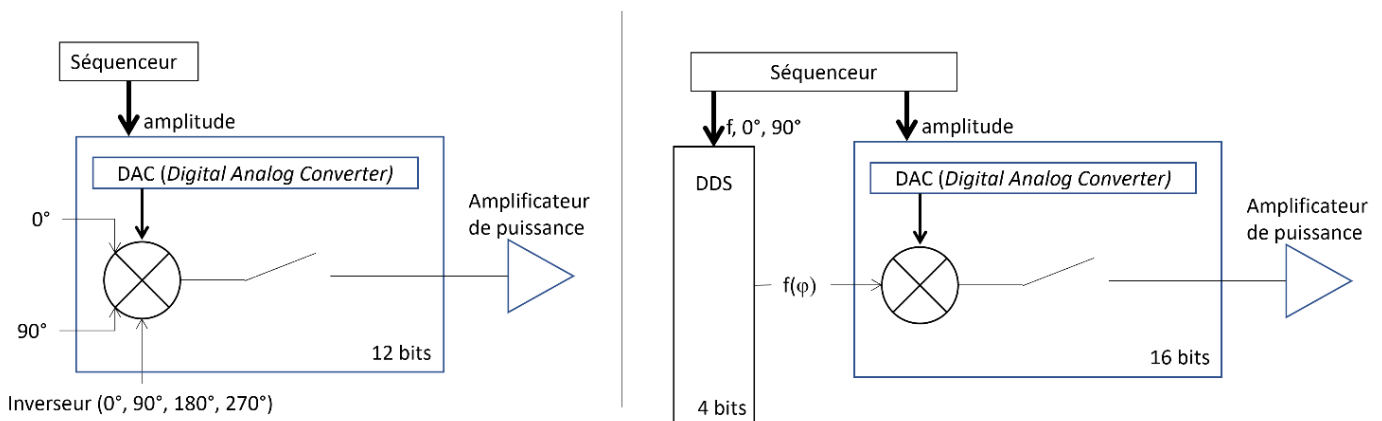 Séquenceur
amplitude
DAC (Digital Analog Converter)
0°
90°
12 bits
Inverseur (0°, 90°, 180°, 270°)
Amplificateur
de puissance
Séquenceur
f, 0°, 90°
amplitude
DDS
DAC (Digital Analog Converter)
f(φ)
4 bits
16 bits
Amplificateur
de puissance